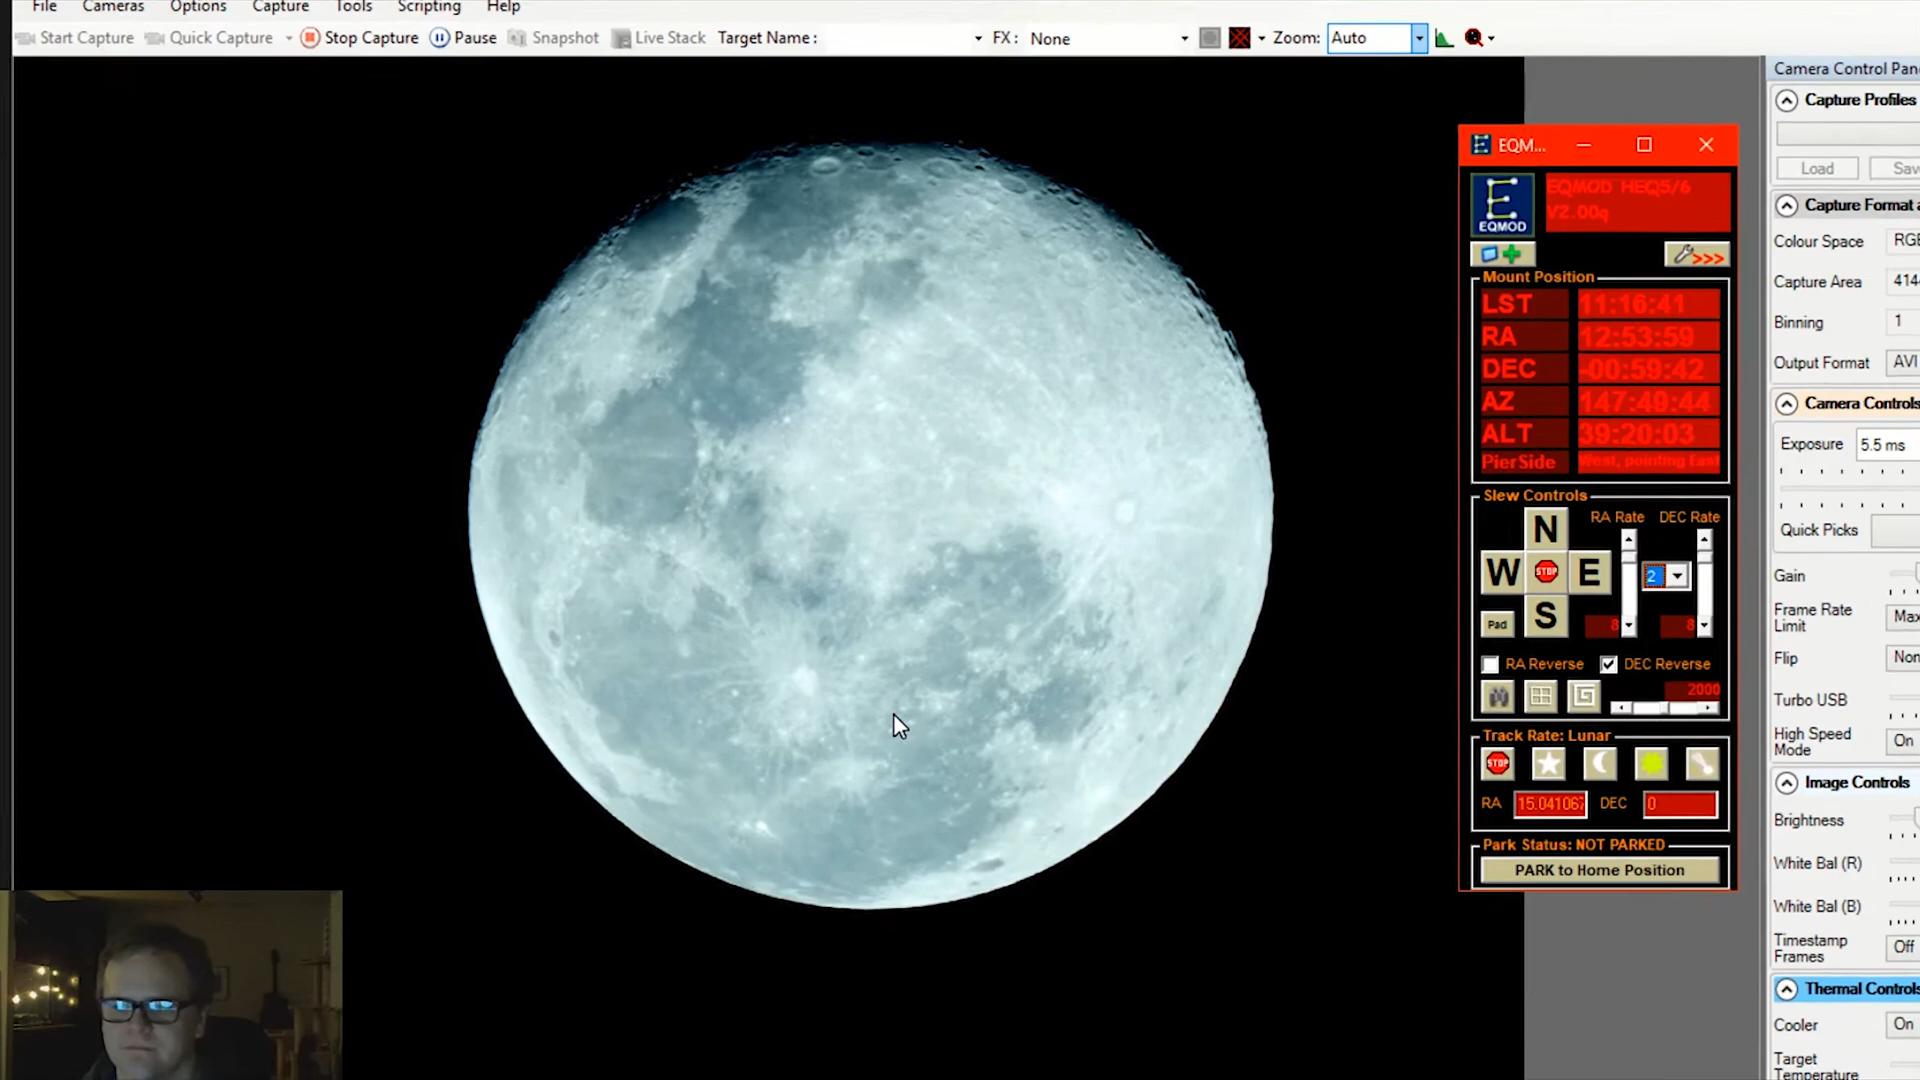 File Cameras Options Capture Tools Scripting Help
Start Capture Quick Capture Stop Capture Pause Snapshot Live Stack Target Name : FX : None Zoom: Auto
Camera Control Pan
Capture Profiles
Load Sav
Capture Format a
Colour Space RGB
Capture Area 414
Binning 1
Output Format AVI
Camera Controls
Exposure 5.5 ms
Quick Picks
Gain
Frame Rate Limit Max
Flip Non
Turbo USB
High Speed Mode On
Image Controls
Brightness
White Bal (R)
White Bal (B)
Timestamp Frames Off
Thermal Controls
Cooler On
Target Temperature
EQM...
EQMOD
EQMOD HEQ5/6
V2.00q
>>>
Mount Position
LST 11:16:41
RA 12:53:59
DEC -00:59:42
AZ 147:49:44
ALT 39:20:03
PierSide West, pointing East
Slew Controls
RA Rate DEC Rate
N
W STOP E
S
2
Pad 8 8
RA Reverse DEC Reverse
2000
Track Rate: Lunar
STOP
RA 15.041067 DEC 0
Park Status: NOT PARKED
PARK to Home Position